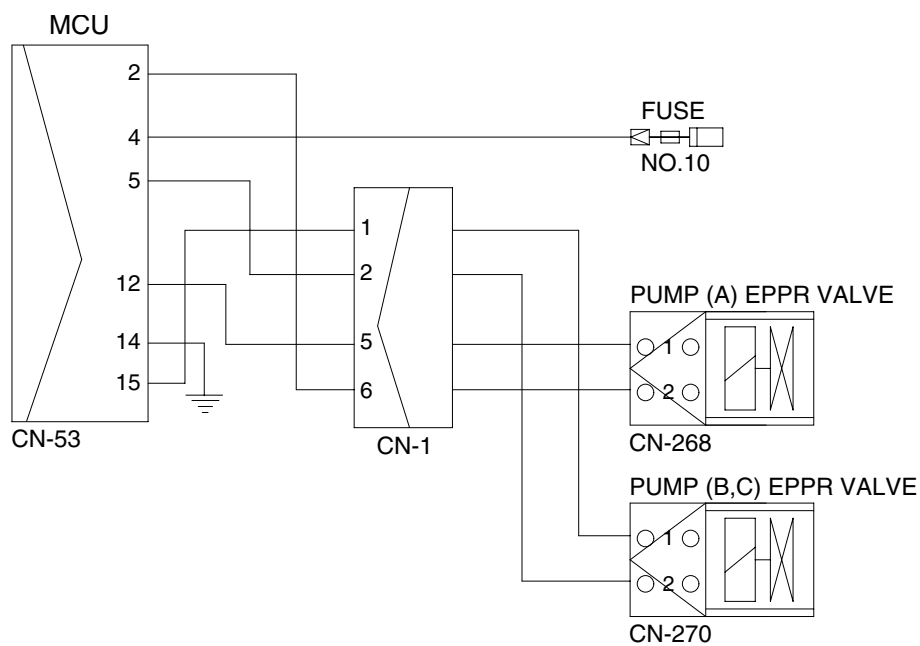 MCU
2
4
5
12
14
15
CN-53
FUSE
NO.10
1
2
5
6
CN-1
PUMP (A) EPPR VALVE
1
2
CN-268
PUMP (B,C) EPPR VALVE
1
2
CN-270